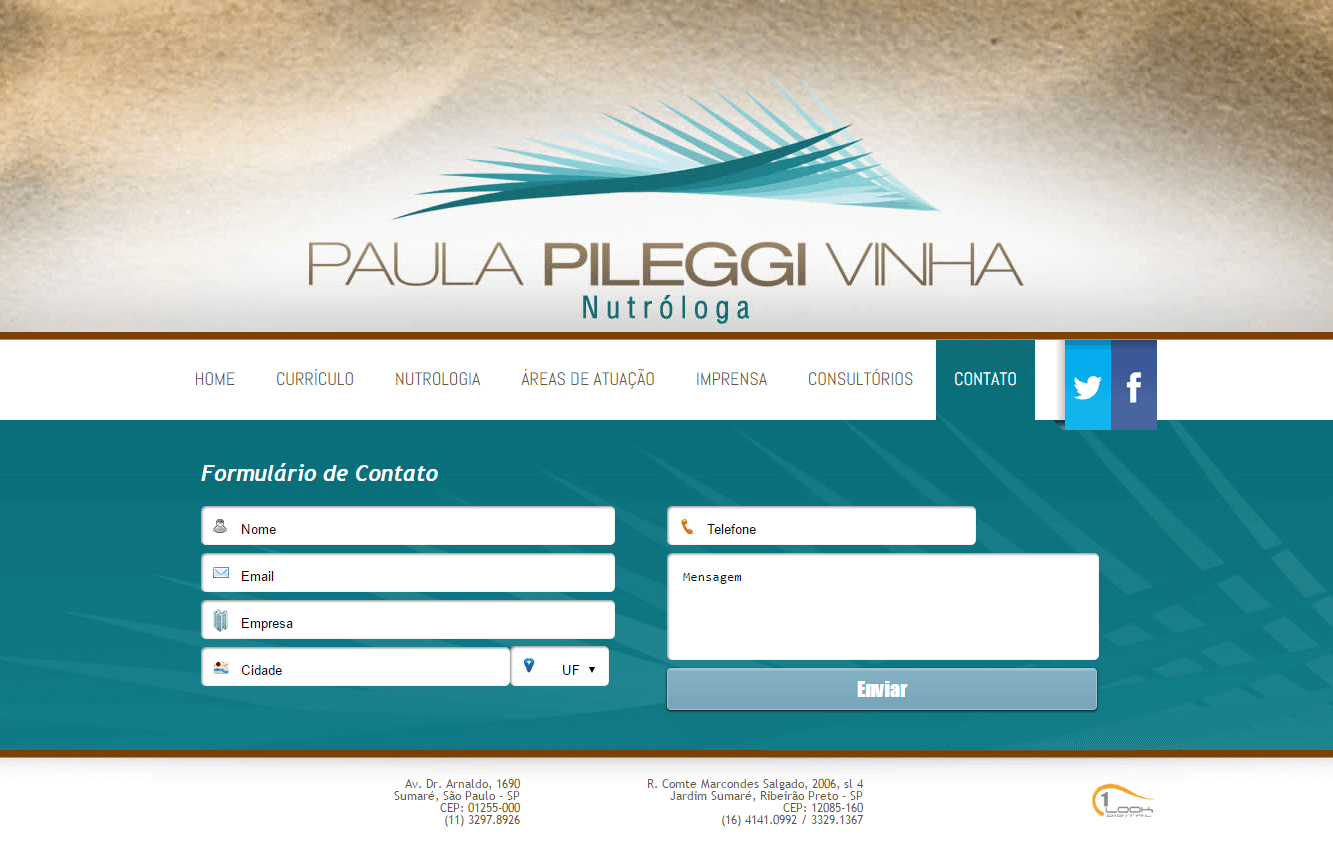 PAULA PILEGGI VINHA
Nutróloga
HOME
CURRÍCULO
NUTROLOGIA
ÁREAS DE ATUAÇÃO
IMPRENSA
CONSULTÓRIOS
CONTATO
Formulário de Contato
Nome
Email
Empresa
Cidade
UF
Telefone
Mensagem
Enviar
Av. Dr. Arnaldo, 1690
Sumaré, São Paulo - SP
CEP: 01255-000
(11) 3297.8926
R. Comte Marcondes Salgado, 2006, sl 4
Jardim Sumaré, Ribeirão Preto - SP
CEP: 12085-160
(16) 4141.0992 / 3329.1367
1
LOOK
DIGITAL